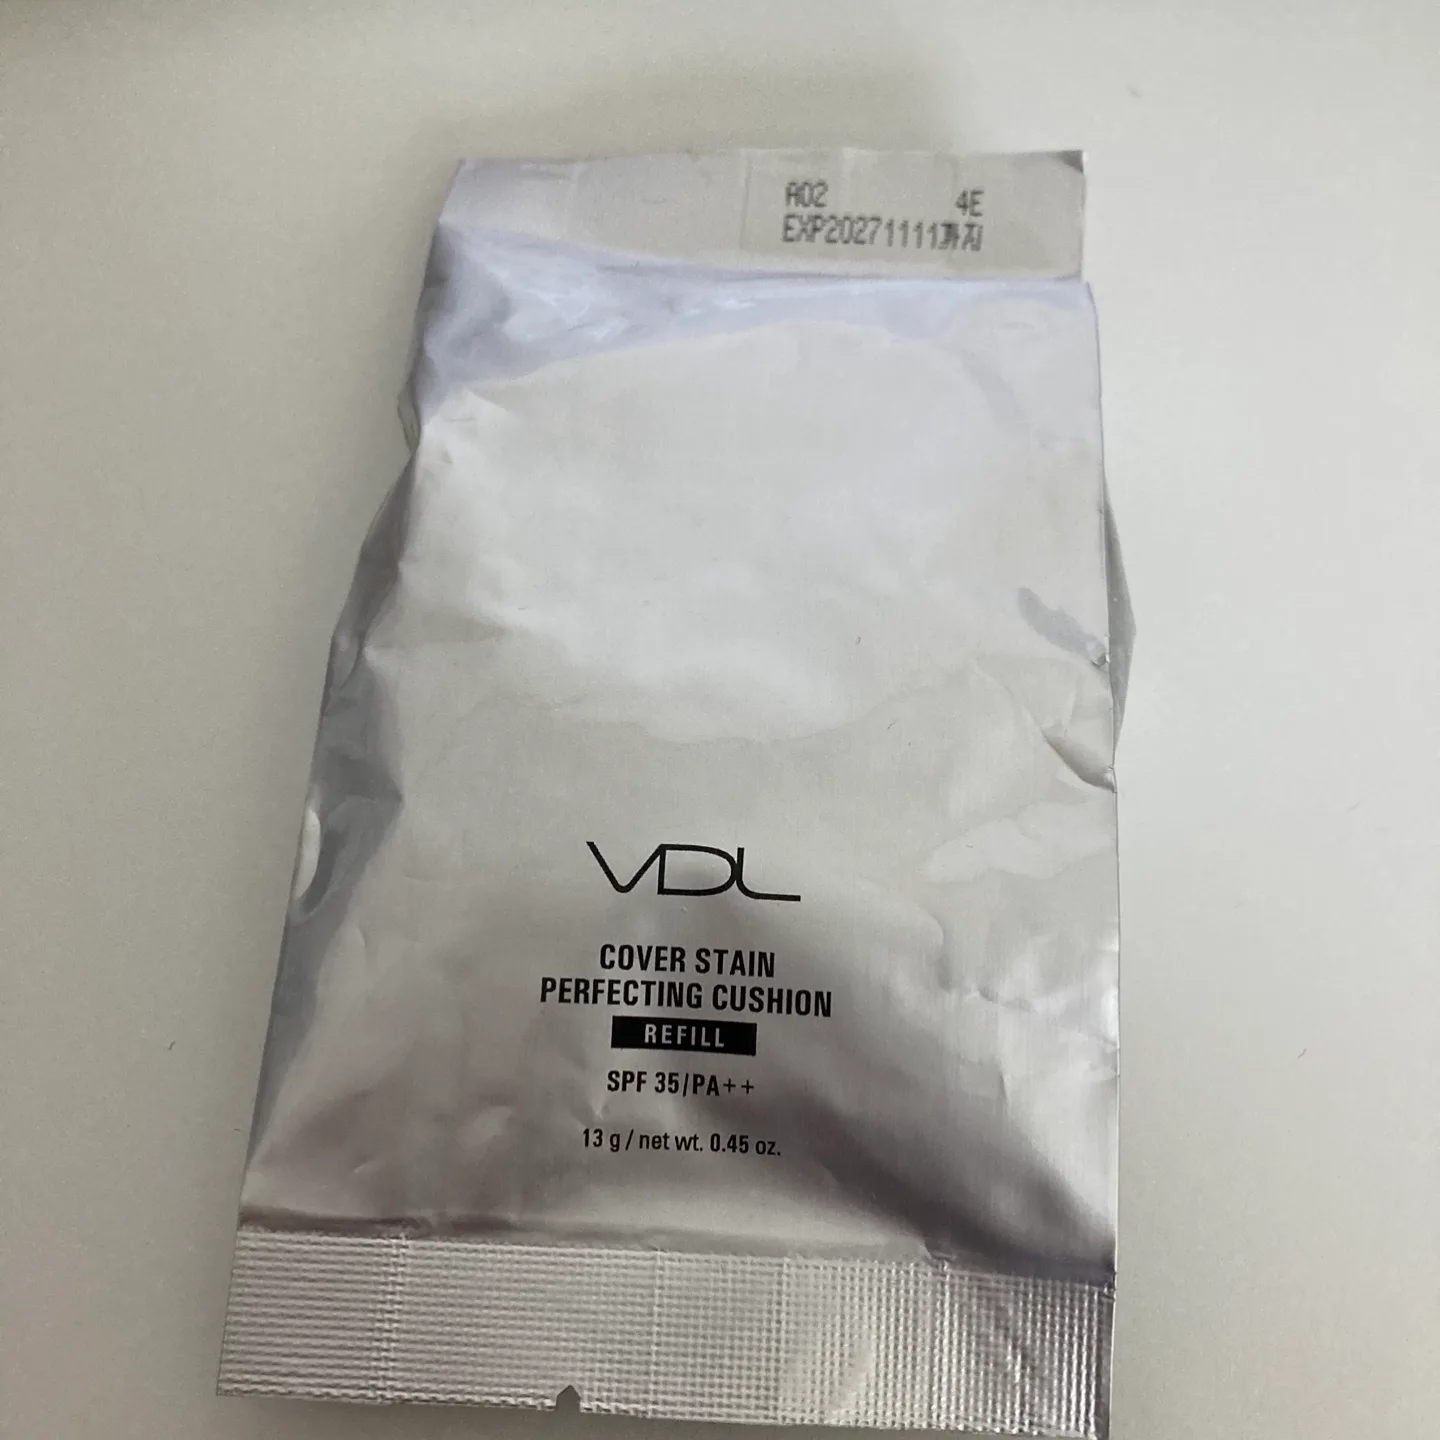 A02 4E
EXP20271111까지
VDL
COVER STAIN
PERFECTING CUSHION
REFILL
SPF 35/PA++
13 g / net wt. 0.45 oz.